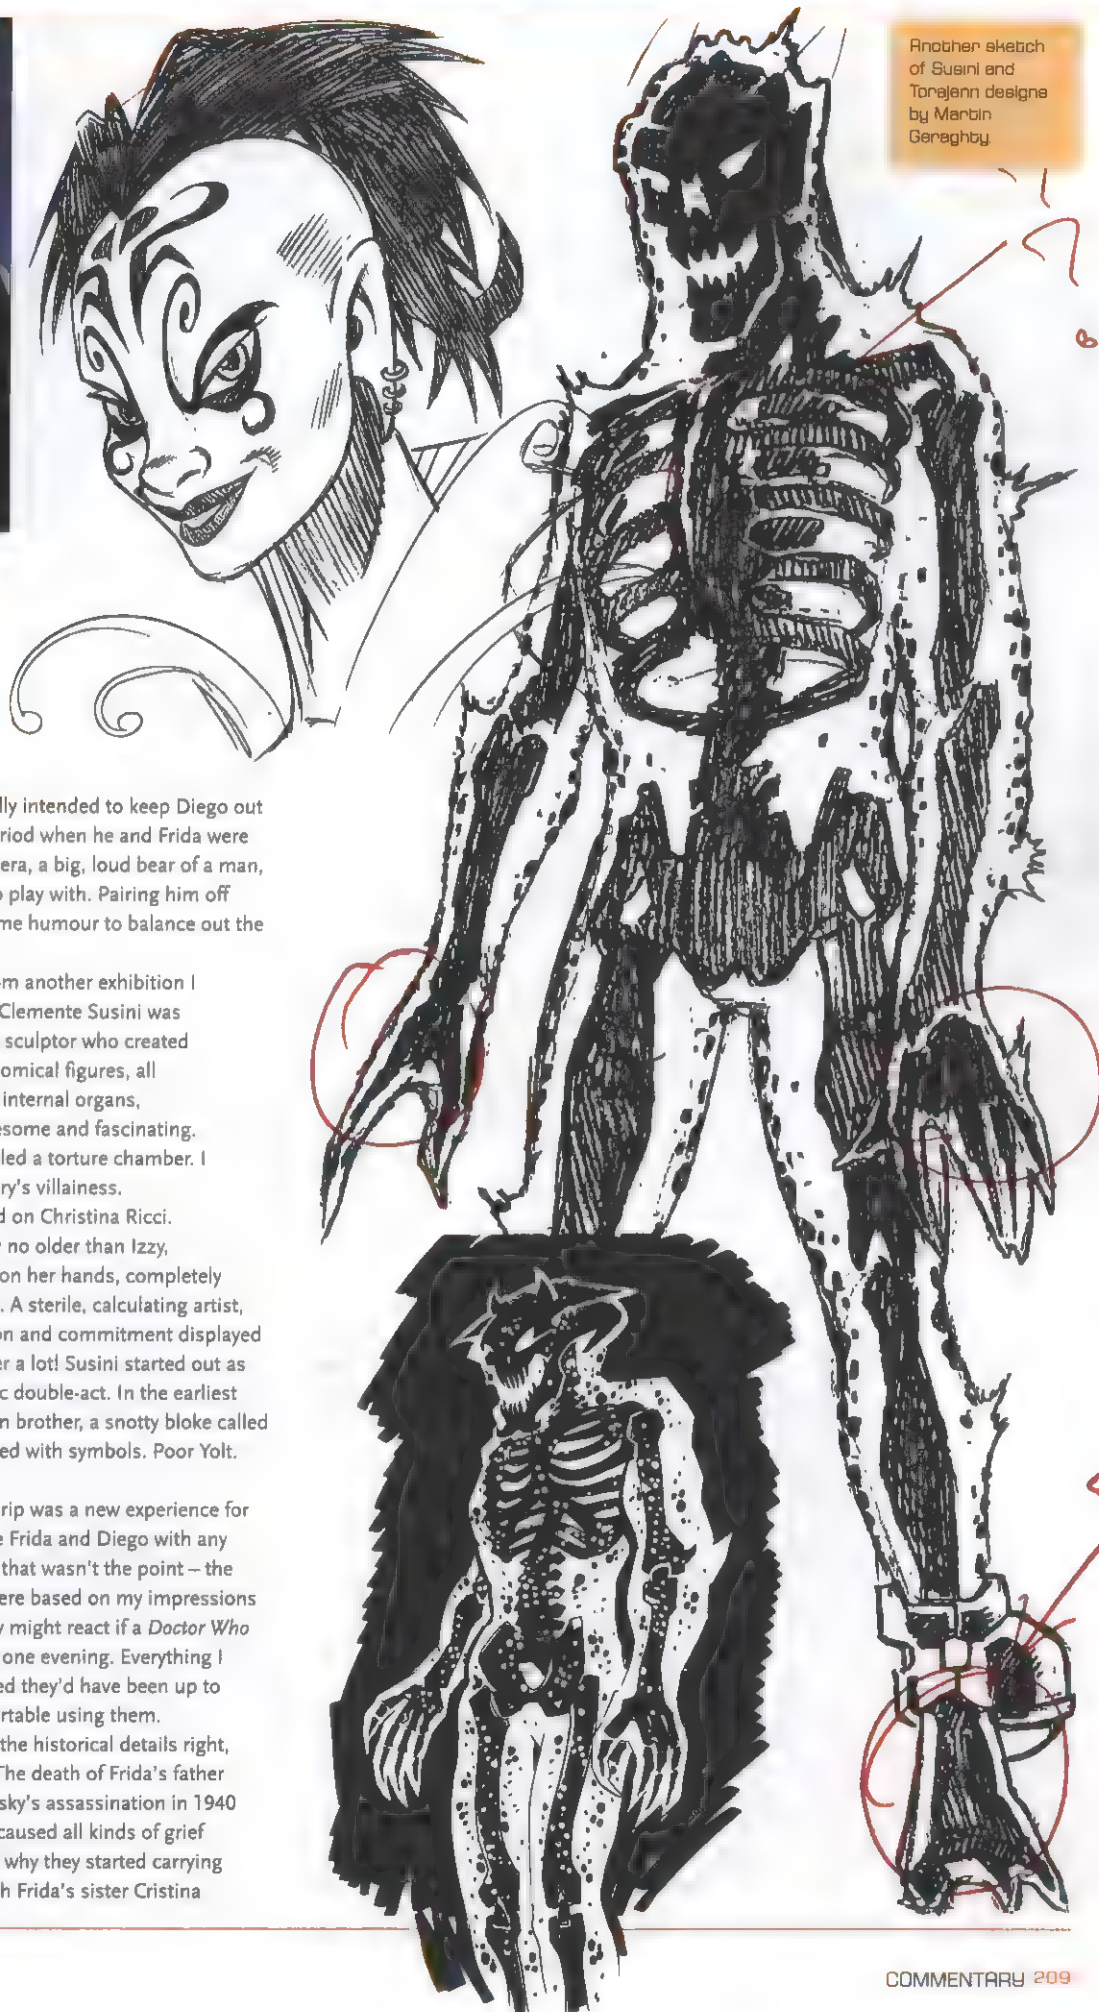 Another sketch
of Susini and
Torajenn designs
by Martin
Geraghty.
lly intended to keep Diego out
riod when he and Frida were
era, a big, loud bear of a man,
o play with. Pairing him off
me humour to balance out the
m another exhibition I
Clemente Susini was
sculptor who created
omical figures, all
internal organs,
esome and fascinating.
led a torture chamber. I
ry's villainess.
d on Christina Ricci.
no older than Izzy,
on her hands, completely
. A sterile, calculating artist,
on and commitment displayed
er a lot! Susini started out as
ic double-act. In the earliest
n brother, a snotty bloke called
ed with symbols. Poor Yolt.
rip was a new experience for
e Frida and Diego with any
that wasn't the point – the
ere based on my impressions
y might react if a Doctor Who
one evening. Everything I
ed they'd have been up to
rtable using them.
the historical details right,
The death of Frida's father
sky's assassination in 1940
caused all kinds of grief
why they started carrying
h Frida's sister Cristina
COMMENTARY 209